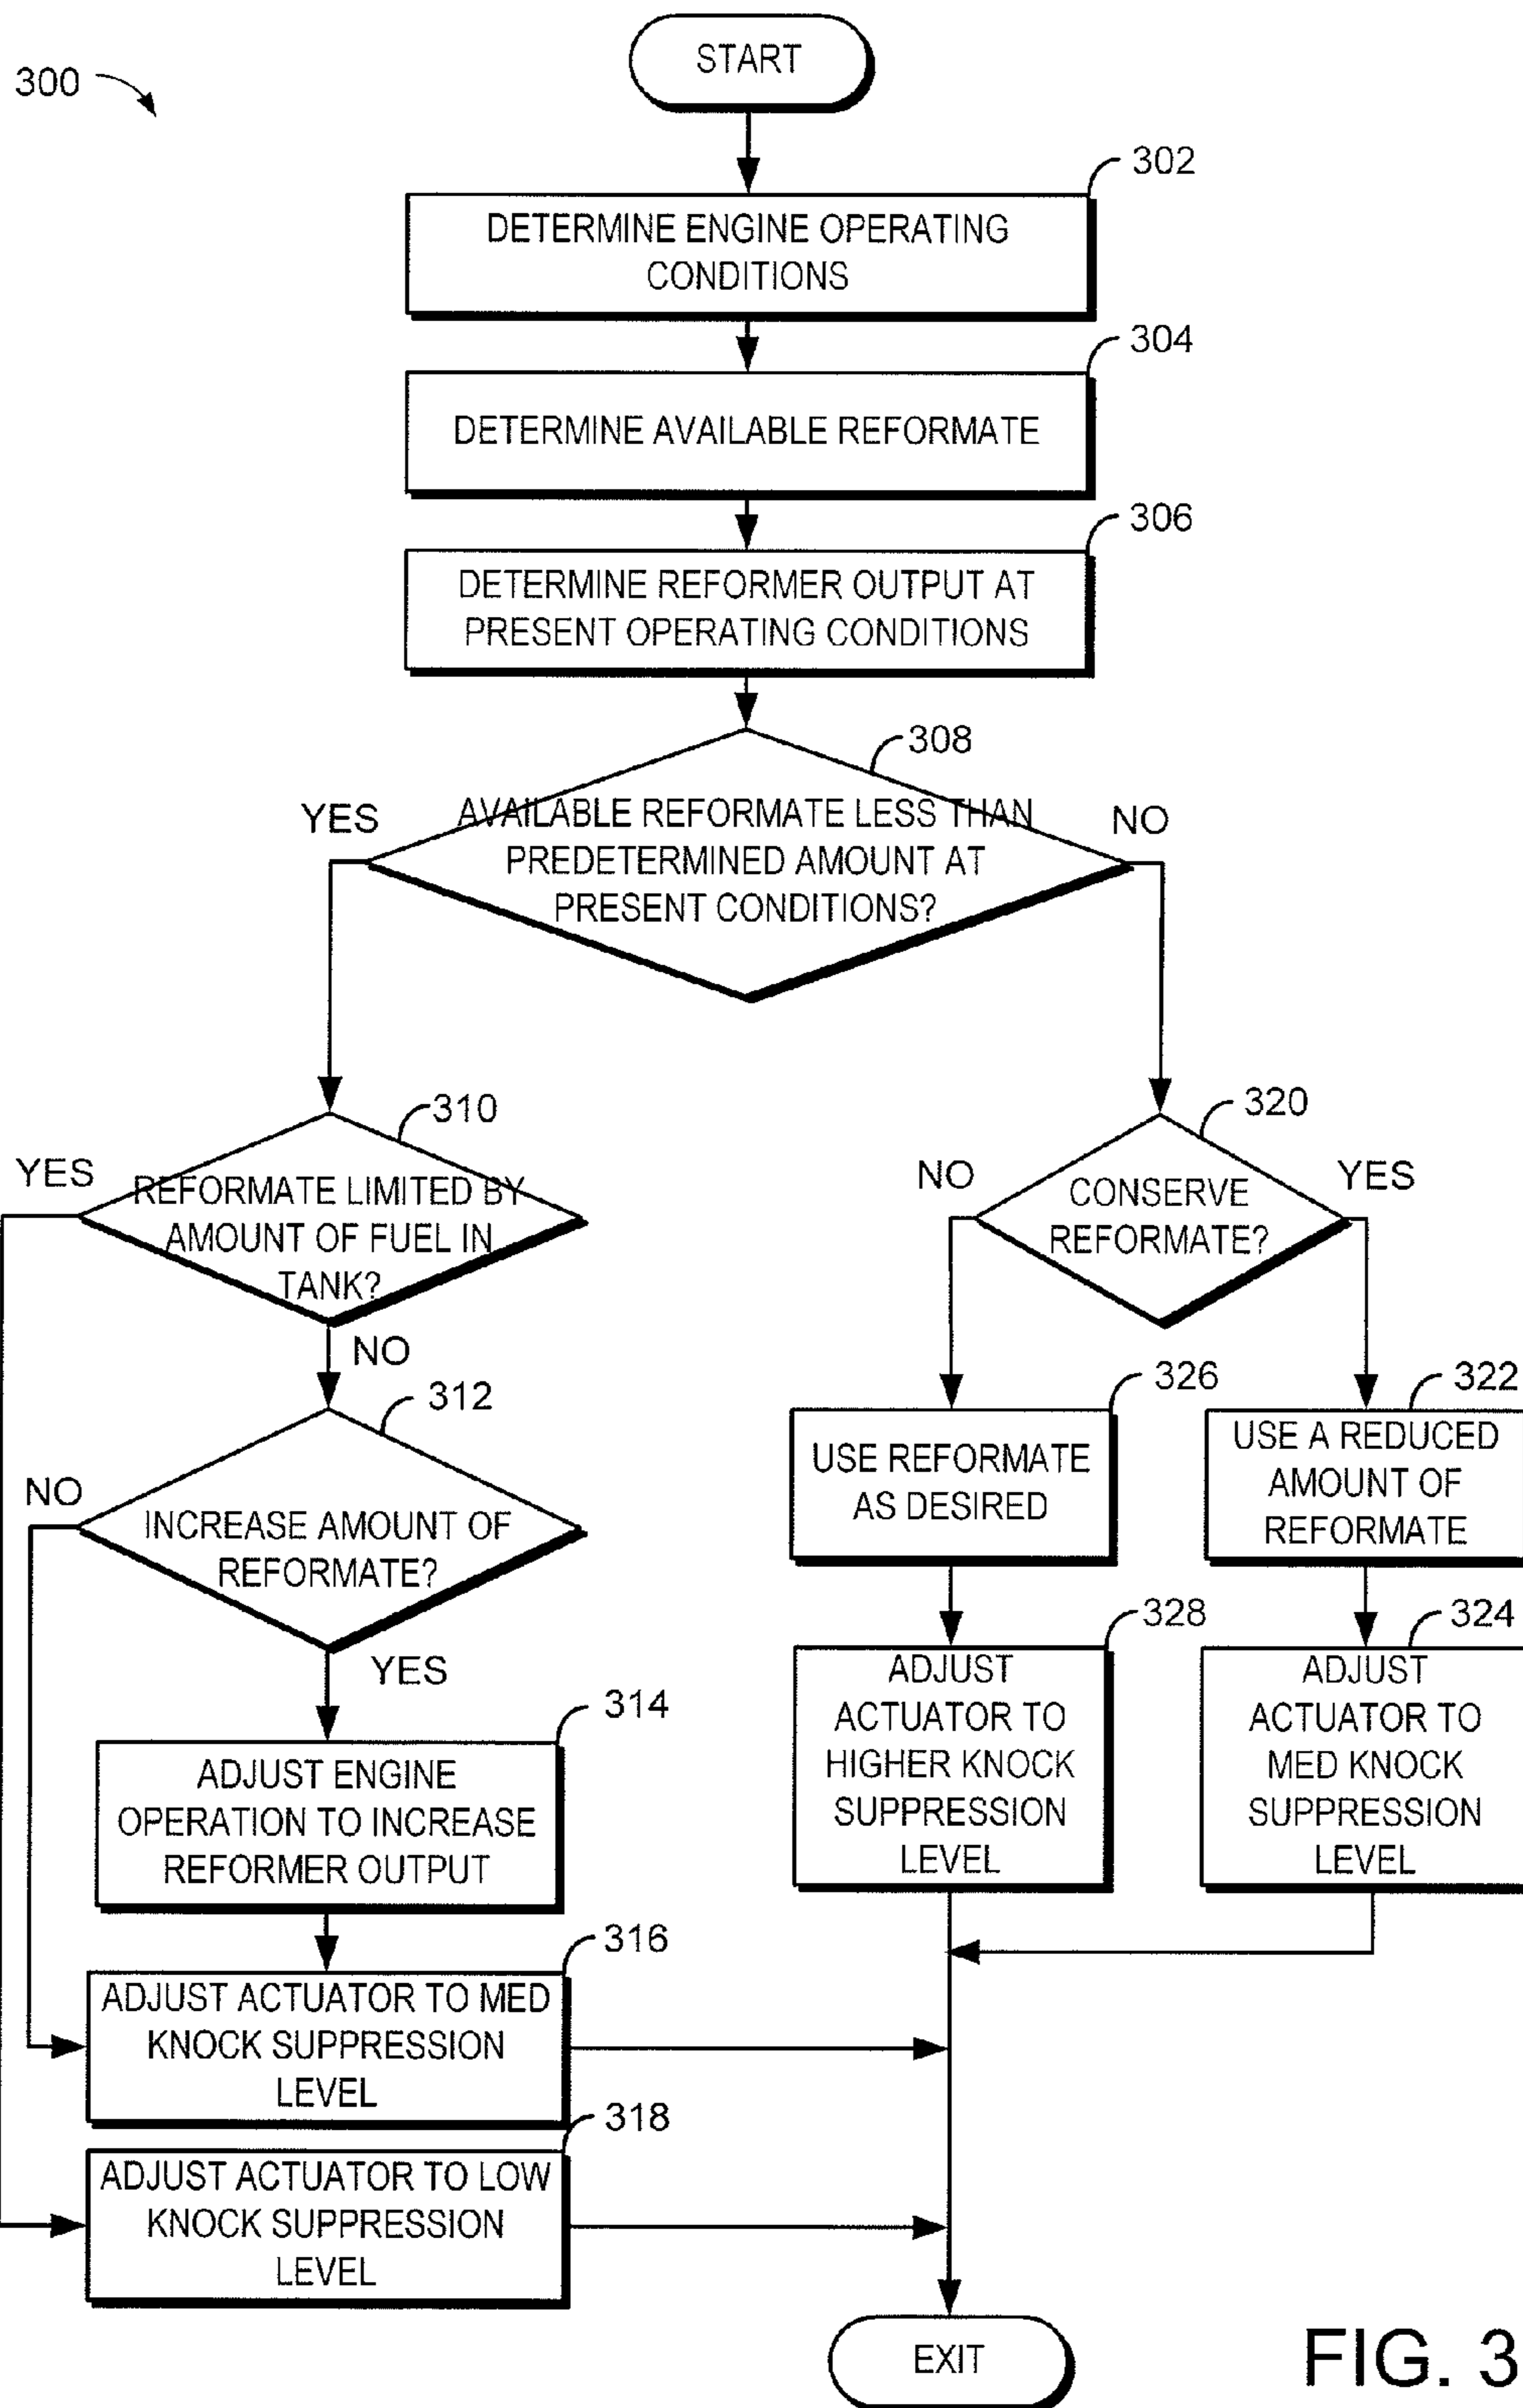 START
300
302
DETERMINE ENGINE OPERATING
CONDITIONS
304
DETERMINE AVAILABLE REFORMATE
306
DETERMINE REFORMER OUTPUT AT
PRESENT OPERATING CONDITIONS
308
YES
AVAILABLE REFORMATE LESS THAN
PREDETERMINED AMOUNT AT
PRESENT CONDITIONS?
NO
310
YES
REFORMATE LIMITED BY
AMOUNT OF FUEL IN
TANK?
NO
320
NO
CONSERVE
REFORMATE?
YES
312
NO
INCREASE AMOUNT OF
REFORMATE?
YES
326
USE REFORMATE
AS DESIRED
322
USE A REDUCED
AMOUNT OF
REFORMATE
328
ADJUST
ACTUATOR TO
HIGHER KNOCK
SUPPRESSION
LEVEL
324
ADJUST
ACTUATOR TO
MED KNOCK
SUPPRESSION
LEVEL
314
ADJUST ENGINE
OPERATION TO INCREASE
REFORMER OUTPUT
316
ADJUST ACTUATOR TO MED
KNOCK SUPPRESSION
LEVEL
318
ADJUST ACTUATOR TO LOW
KNOCK SUPPRESSION
LEVEL
EXIT
FIG. 3